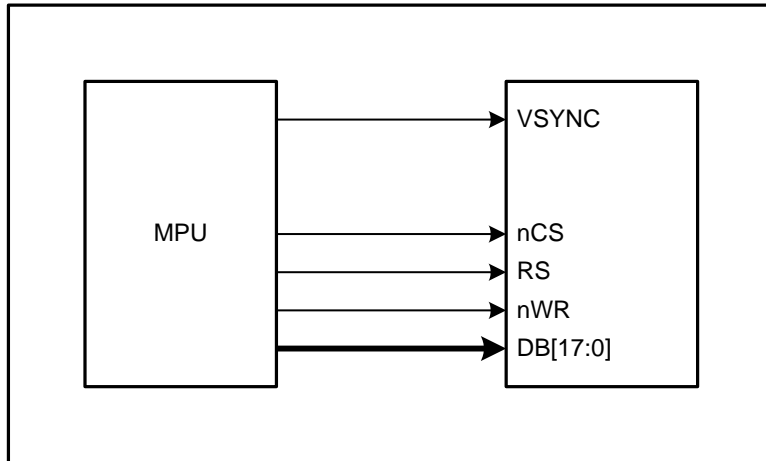 VSYNC
MPU
nCS
RS
nWR
DB[17:0]